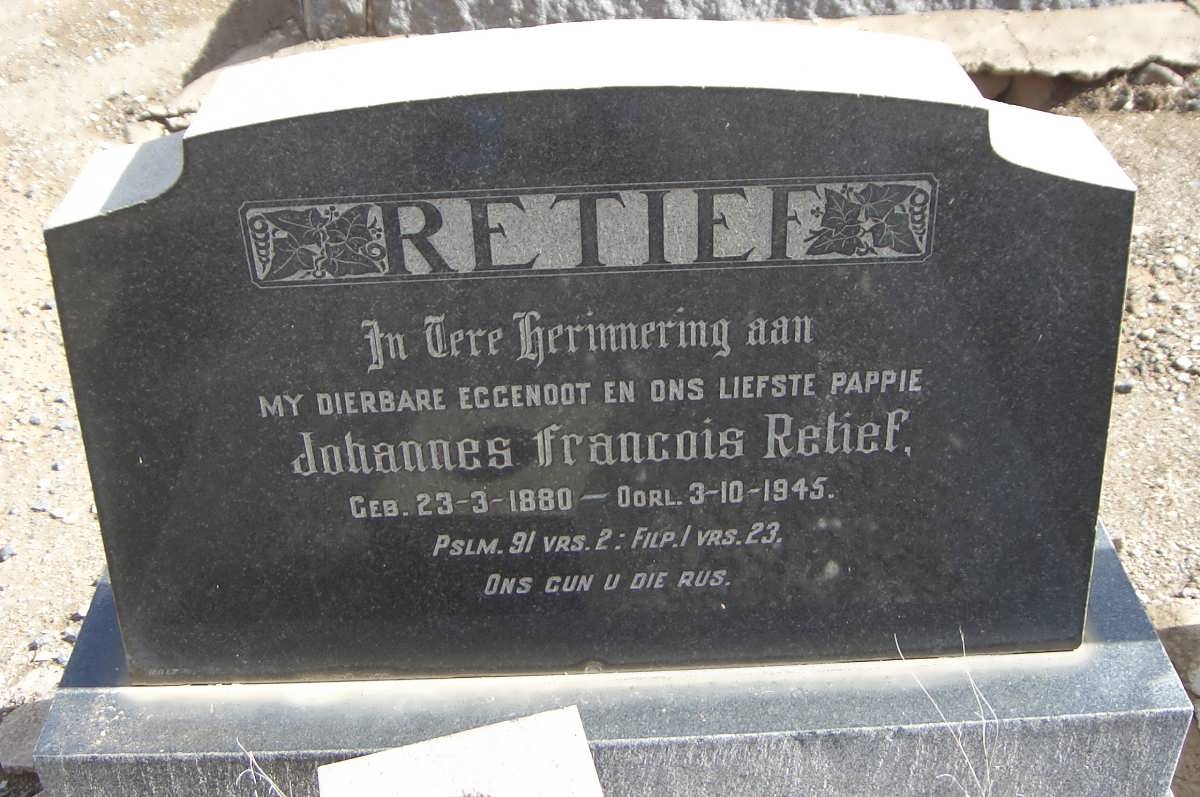 RETIEF
In Tere Herinnering aan
MY DIERBARE EGGENOOT EN ONS LIEFSTE PAPPIE
Johannes Francois Retief,
GEB. 23-3-1880 — OORL. 3-10-1945.
PSLM. 91 VRS. 2: FILP. 1 VRS. 23.
ONS GUN U DIE RUS.